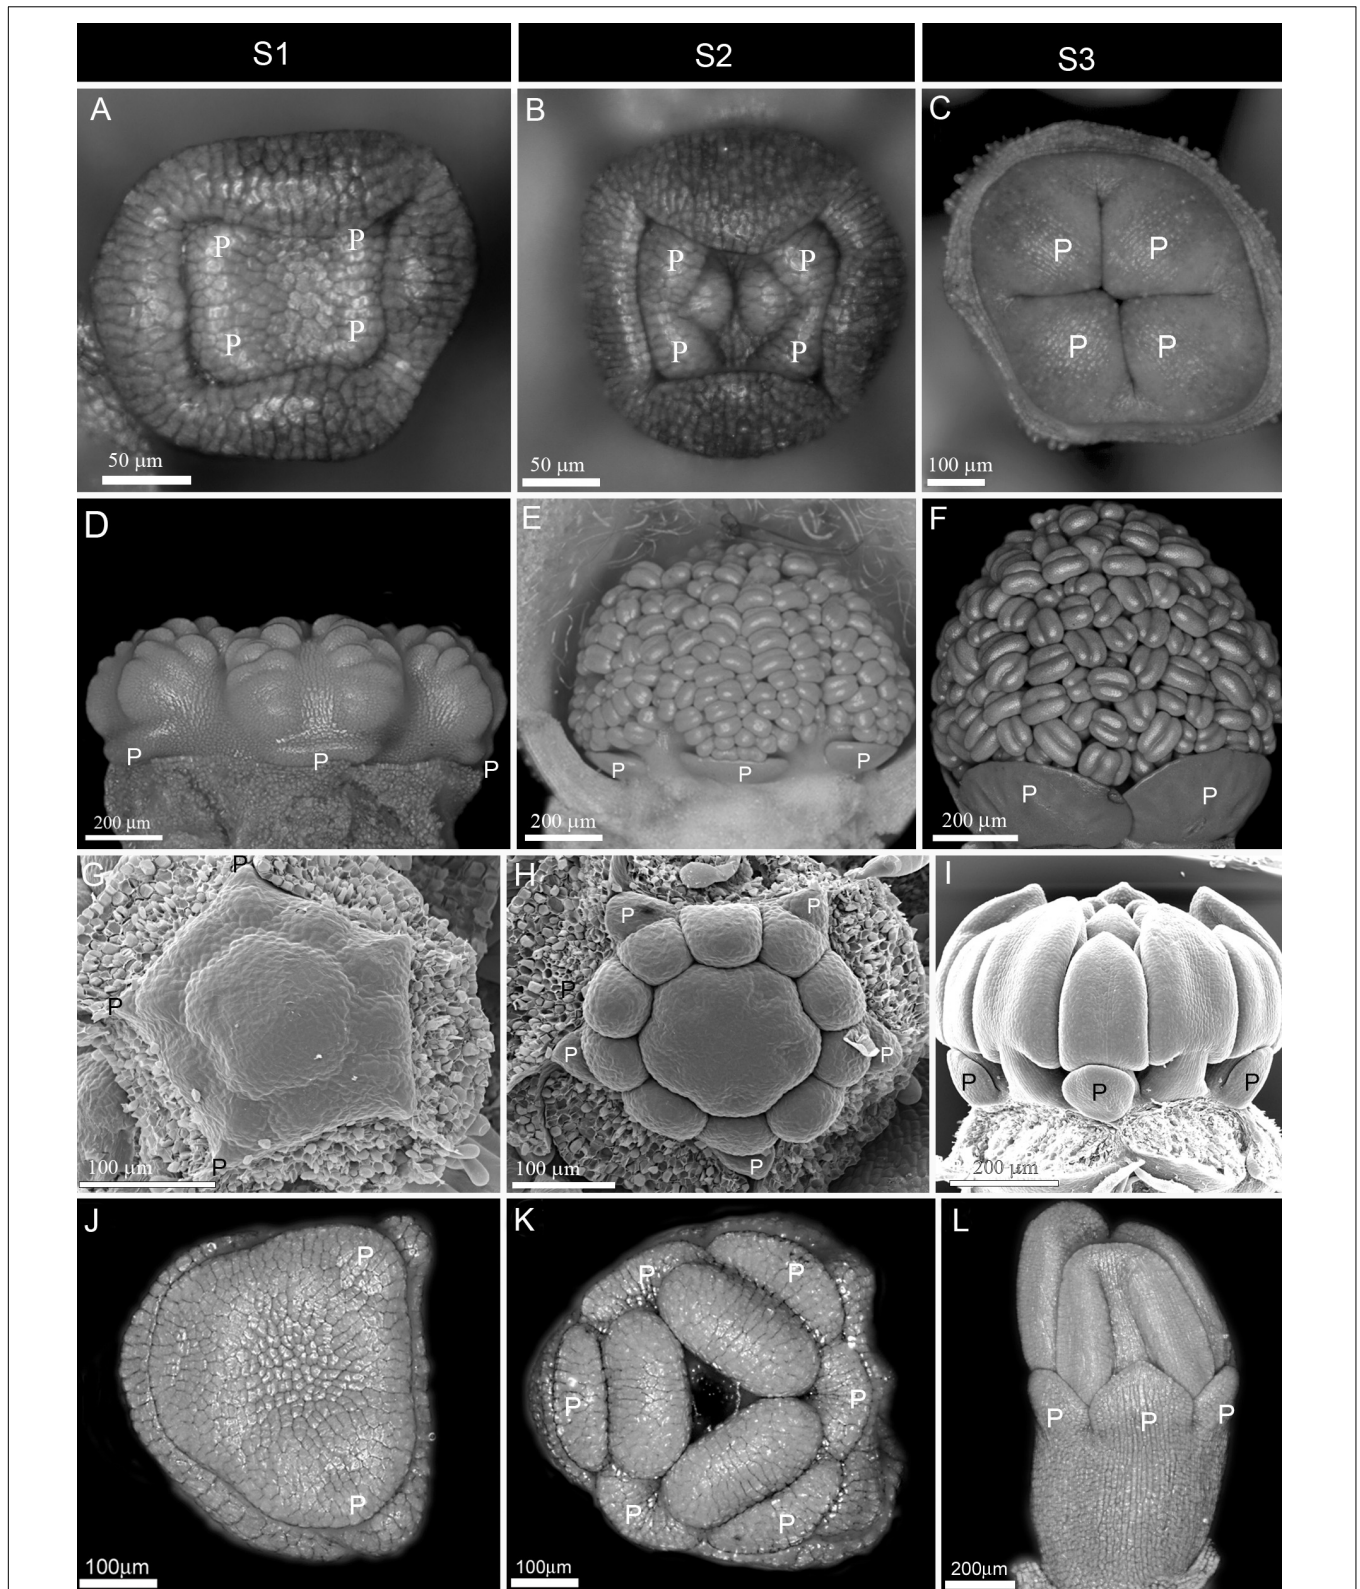 S1 S2 S3
A B C
P P P P P P
P P P P P P
50 µm 50 µm 100 µm
D E F
P P P P P P P P
200 µm 200 µm 200 µm
G H I
P P P
P P P P P P P
P P
100 µm 100 µm 200 µm
J K L
P P P
P P P P P
P P P
100µm 100µm 200µm